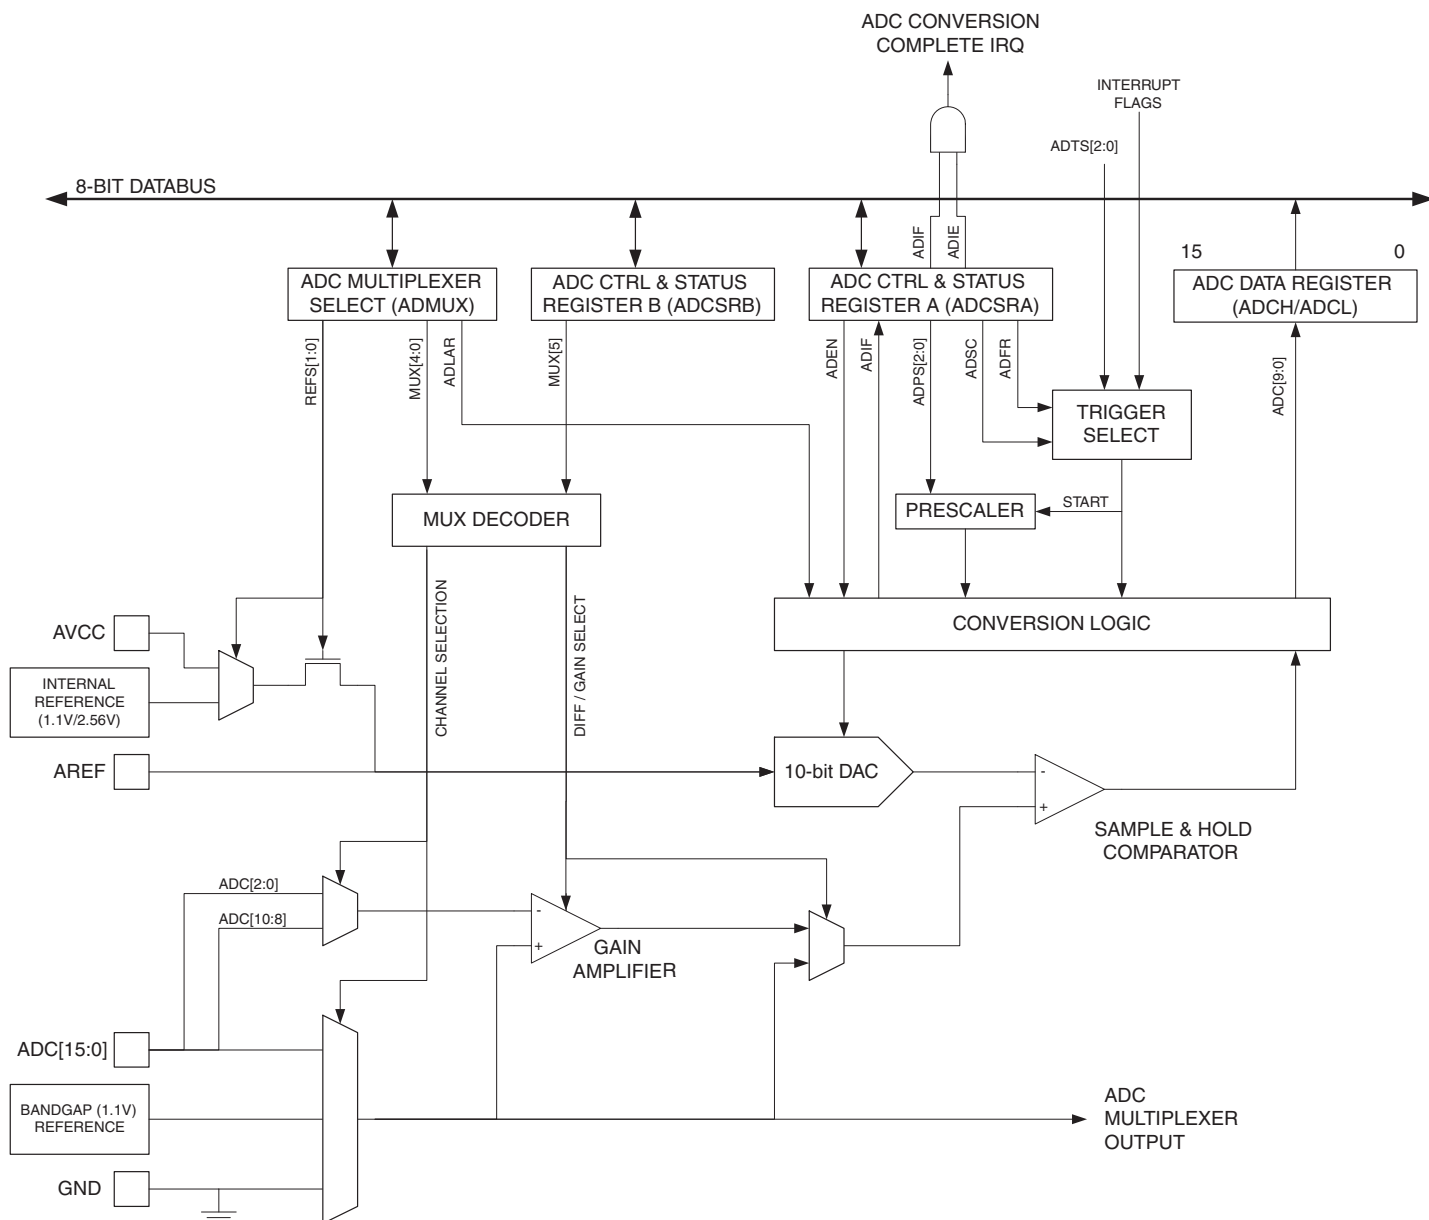 ADC CONVERSION
COMPLETE IRQ
INTERRUPT
FLAGS
ADTS[2:0]
8-BIT DATABUS
ADIF
ADIE
15
0
ADC MULTIPLEXER
SELECT (ADMUX)
ADC CTRL & STATUS
REGISTER B (ADCSRB)
ADC CTRL & STATUS
REGISTER A (ADCSRA)
ADC DATA REGISTER
(ADCH/ADCL)
REFS[1:0]
MUX[4:0]
ADLAR
MUX[5]
ADEN
ADIF
ADPS[2:0]
ADSC
ADFR
ADC[9:0]
TRIGGER
SELECT
MUX DECODER
PRESCALER
START
CHANNEL SELECTION
DIFF / GAIN SELECT
CONVERSION LOGIC
AVCC
INTERNAL
REFERENCE
(1.1V/2.56V)
AREF
10-bit DAC
-
+
SAMPLE & HOLD
COMPARATOR
ADC[2:0]
ADC[10:8]
-
+
GAIN
AMPLIFIER
ADC[15:0]
BANDGAP (1.1V)
REFERENCE
ADC
MULTIPLEXER
OUTPUT
GND